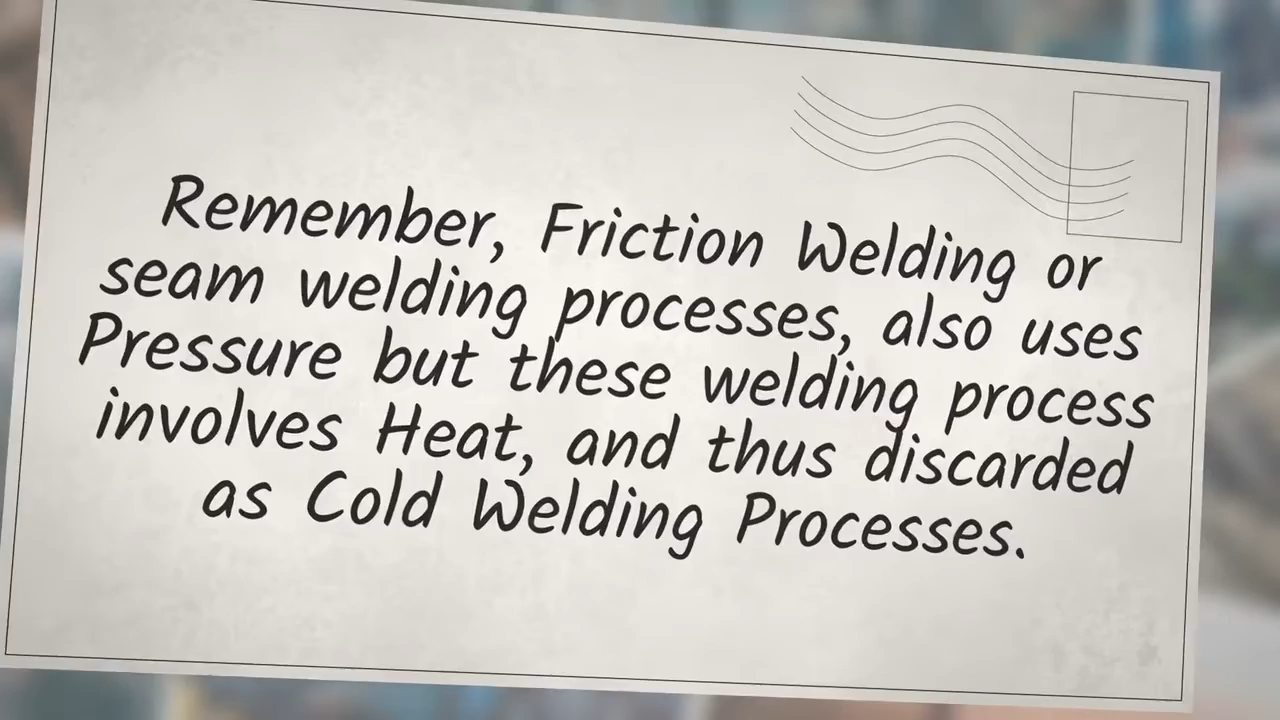 Remember, Friction Welding or
seam welding processes, also uses
Pressure but these welding process
involves Heat, and thus discarded
as Cold Welding Processes.